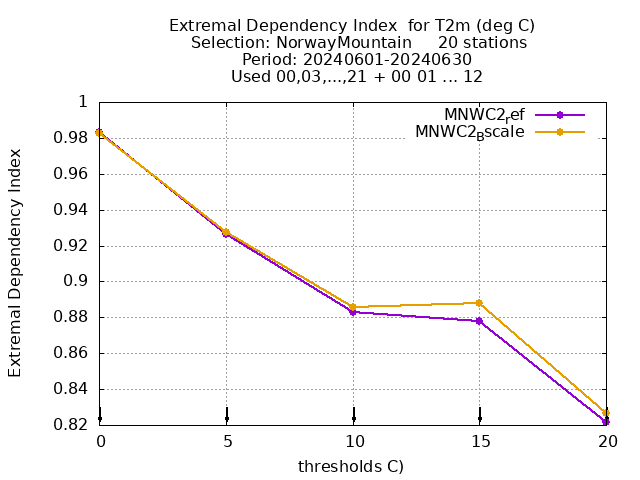 Extremal Dependency Index  for T2m (deg C)
Selection: NorwayMountain     20 stations
Period: 20240601-20240630
Used 00,03,...,21 + 00 01 ... 12
MNWC2ref
MNWC2Bscale
1
0.98
0.96
0.94
0.92
0.9
0.88
0.86
0.84
0.82
Extremal Dependency Index
0 5 10 15 20
thresholds C)